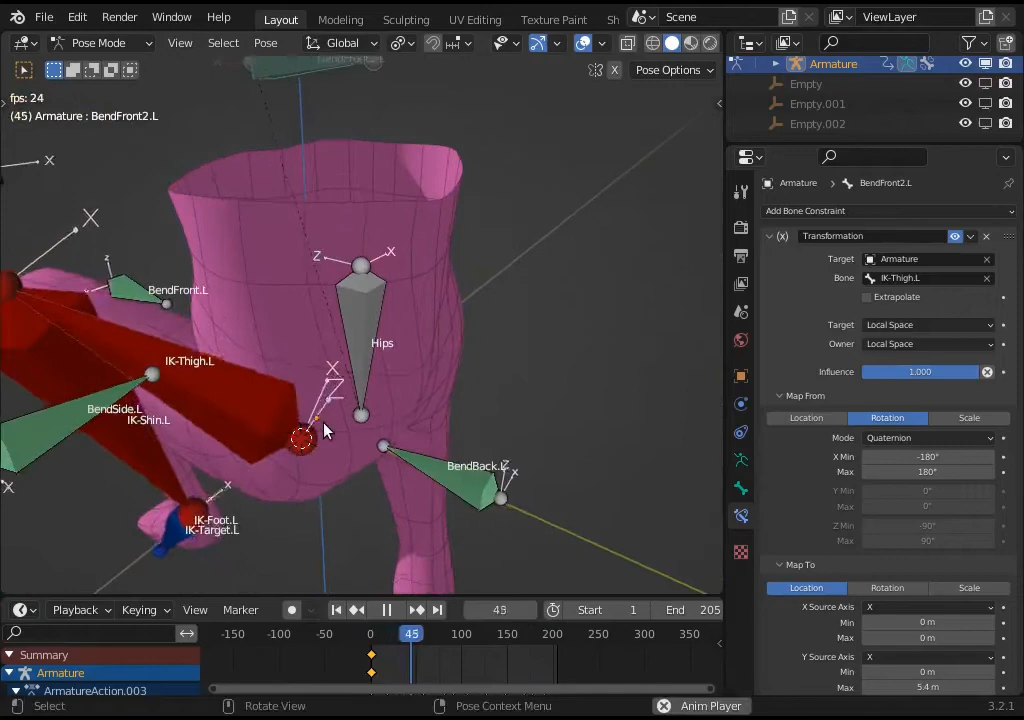 File Edit Render Window Help Layout Modeling Sculpting UV Editing Texture Paint Sh Scene ViewLayer
Pose Mode View Select Pose Global
X Pose Options
fps: 24
(45) Armature : BendFront2.L
Armature
Empty
Empty.001
Empty.002
Armature BendFront2.L
Add Bone Constraint
(x) Transformation
Target Armature
Bone IK-Thigh.L
Extrapolate
Target Local Space
Owner Local Space
Influence 1.000
Map From
Location Rotation Scale
Mode Quaternion
X Min -180°
Max 180°
Y Min 0°
Max 0°
Z Min -90°
Max 90°
Map To
Location Rotation Scale
X Source Axis X
Min 0 m
Max 0 m
Y Source Axis X
Min 0 m
Max 5.4 m
X
X
z
BendFront.L
Z X
Hips
IK-Thigh.L
X
Z
BendSide.L
IK-Shin.L
BendBack.L
Z
x
X
x
IK-Foot.L
IK-Target.L
Playback Keying View Marker 45 Start 1 End 205
-150 -100 -50 0 45 100 150 200 250 300 350
Summary
Armature
ArmatureAction.003
Select Rotate View Pose Context Menu Anim Player 3.2.1